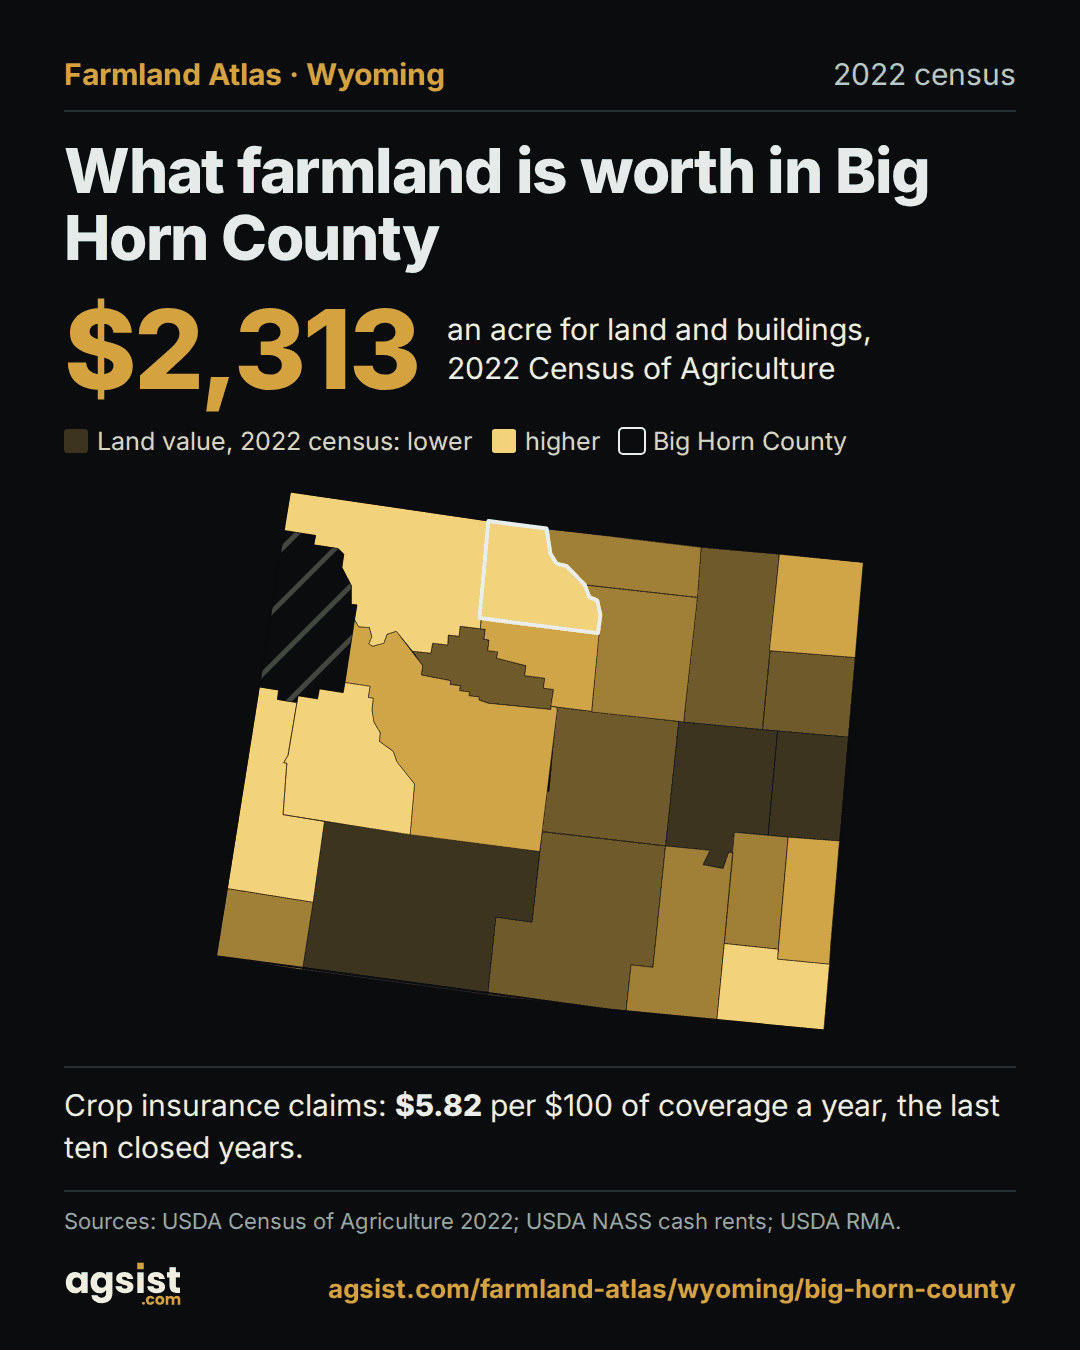 Farmland Atlas · Wyoming
2022 census
What farmland is worth in Big
Horn County
$2,313
an acre for land and buildings,
2022 Census of Agriculture
Land value, 2022 census: lower
higher
Big Horn County
Crop insurance claims: $5.82 per $100 of coverage a year, the last
ten closed years.
Sources: USDA Census of Agriculture 2022; USDA NASS cash rents; USDA RMA.
agsist
.com
agsist.com/farmland-atlas/wyoming/big-horn-county